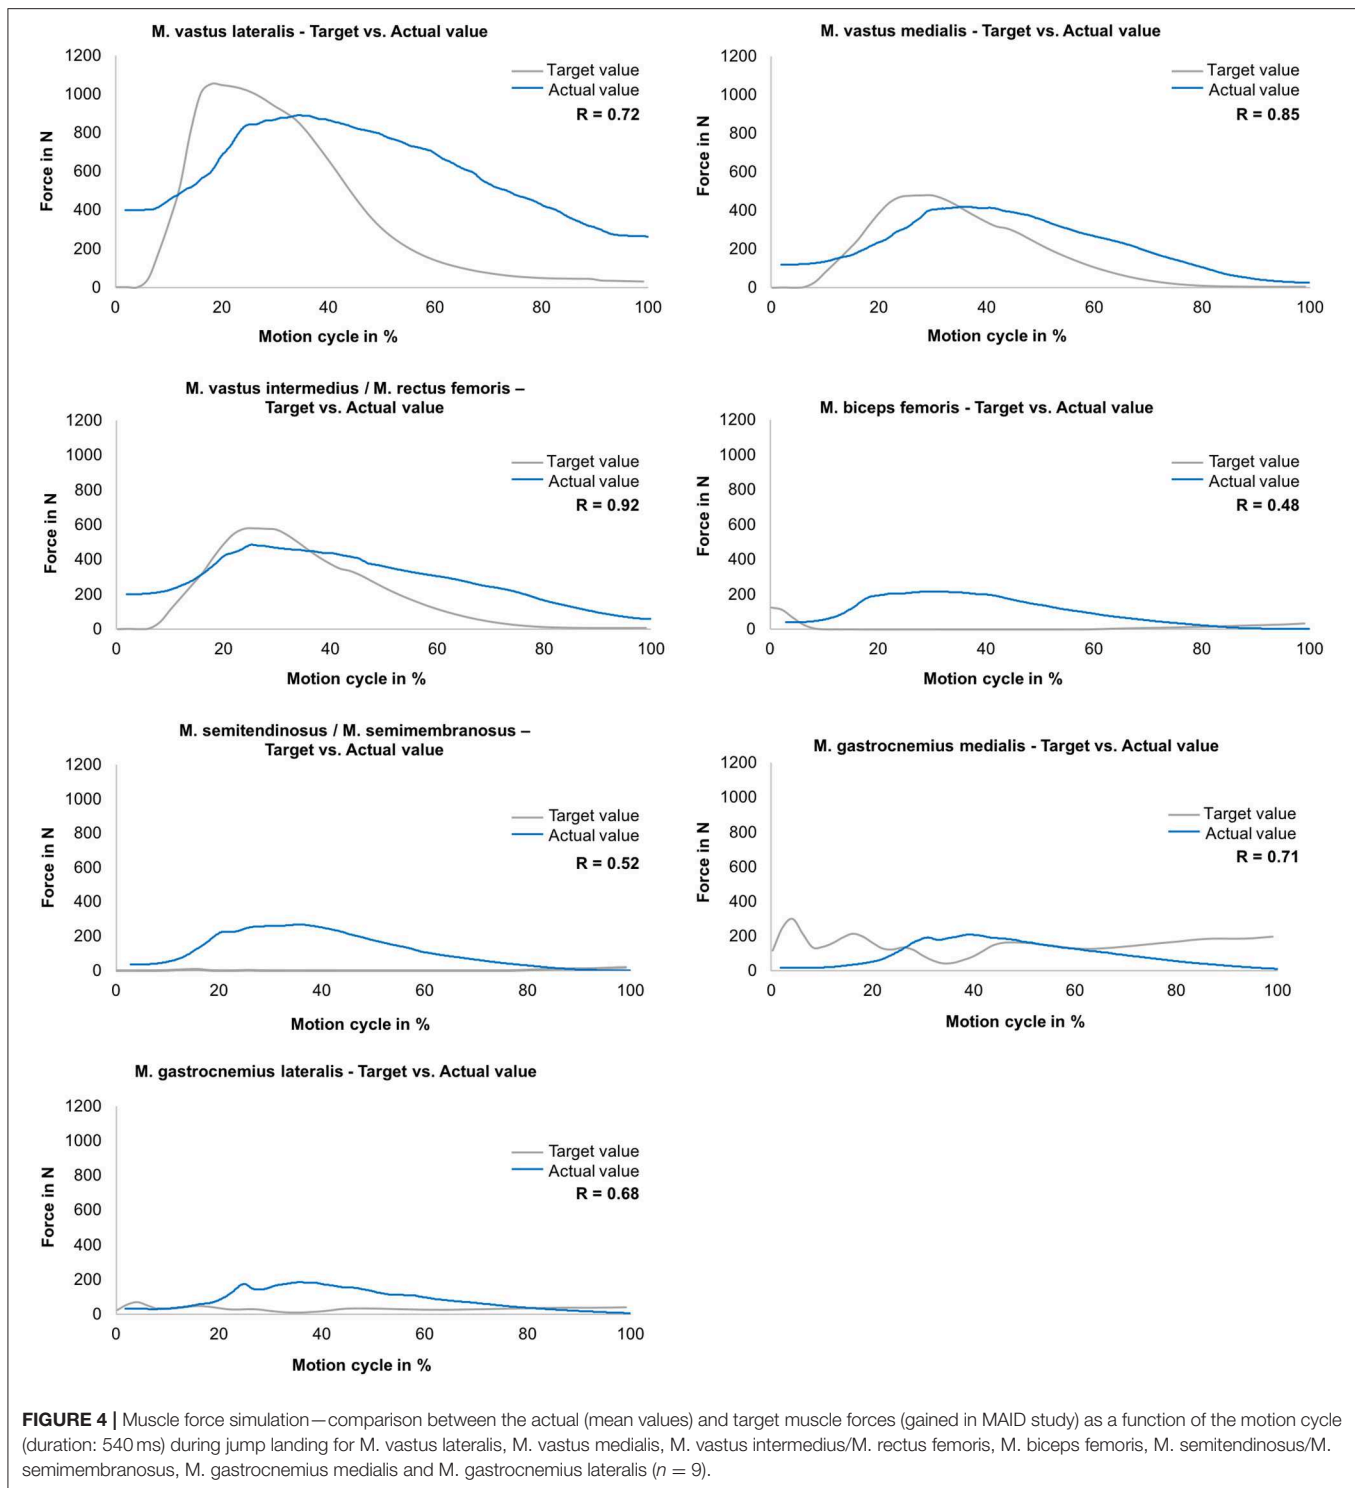 M. vastus lateralis - Target vs. Actual value
1200
1000
800
600
400
200
0
Force in N
Target value
Actual value
R = 0.72
0 20 40 60 80 100
Motion cycle in %
M. vastus medialis - Target vs. Actual value
1200
1000
800
600
400
200
0
Force in N
Target value
Actual value
R = 0.85
0 20 40 60 80 100
Motion cycle in %
M. vastus intermedius / M. rectus femoris –
Target vs. Actual value
1200
1000
800
600
400
200
0
Force in N
Target value
Actual value
R = 0.92
0 20 40 60 80 100
Motion cycle in %
M. biceps femoris - Target vs. Actual value
1200
1000
800
600
400
200
0
Force in N
Target value
Actual value
R = 0.48
0 20 40 60 80 100
Motion cycle in %
M. semitendinosus / M. semimembranosus –
Target vs. Actual value
1200
1000
800
600
400
200
0
Force in N
Target value
Actual value
R = 0.52
0 20 40 60 80 100
Motion cycle in %
M. gastrocnemius medialis - Target vs. Actual value
1200
1000
800
600
400
200
0
Force in N
Target value
Actual value
R = 0.71
0 20 40 60 80 100
Motion cycle in %
M. gastrocnemius lateralis - Target vs. Actual value
1200
1000
800
600
400
200
0
Force in N
Target value
Actual value
R = 0.68
0 20 40 60 80 100
Motion cycle in %
FIGURE 4 | Muscle force simulation—comparison between the actual (mean values) and target muscle forces (gained in MAID study) as a function of the motion cycle
(duration: 540 ms) during jump landing for M. vastus lateralis, M. vastus medialis, M. vastus intermedius/M. rectus femoris, M. biceps femoris, M. semitendinosus/M.
semimembranosus, M. gastrocnemius medialis and M. gastrocnemius lateralis (n = 9).